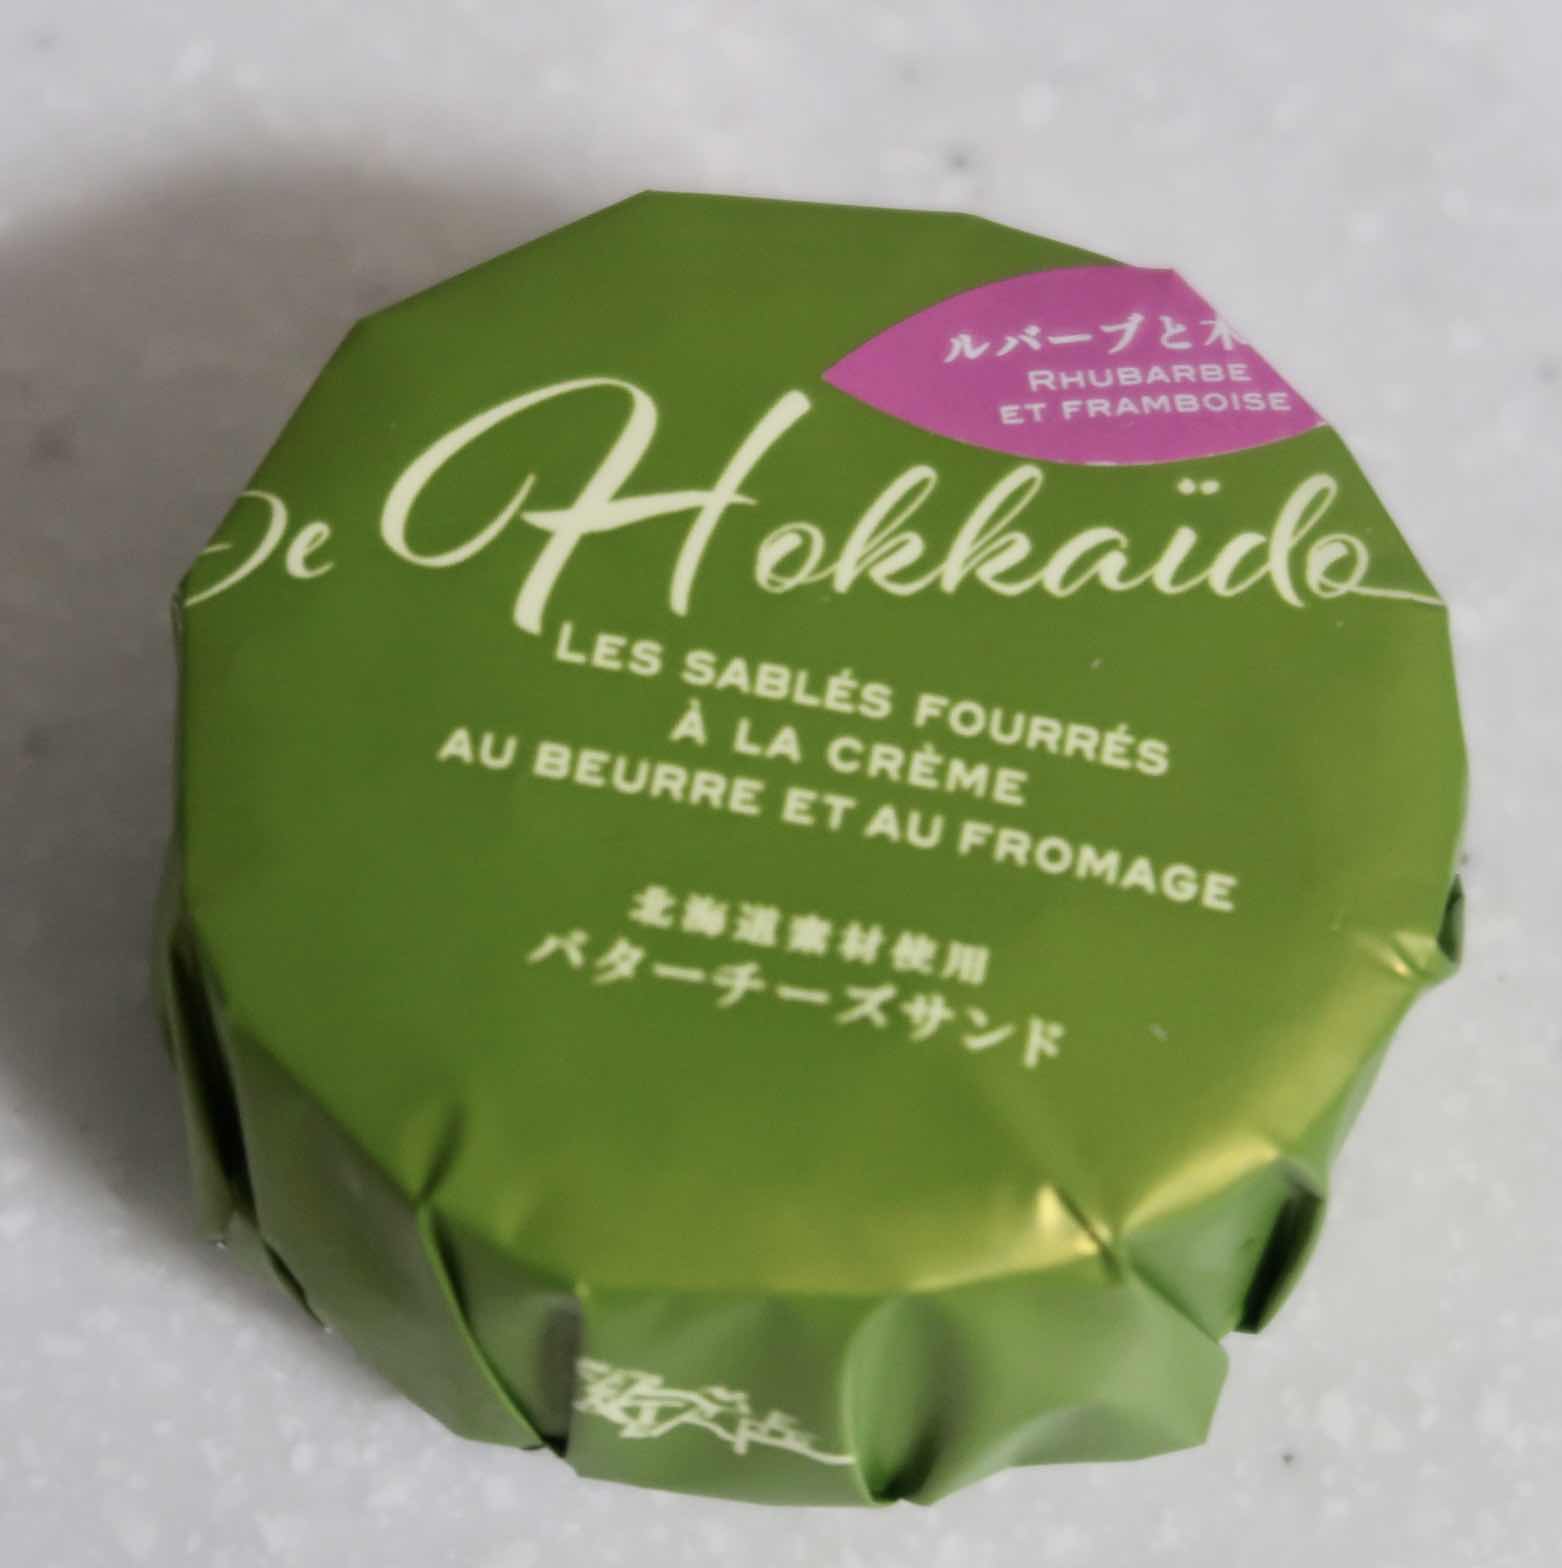 ルバーブと木
RHUBARBE
ET FRAMBOISE
De Hokkaïdo
LES SABLÉS FOURRÉS
À LA CRÈME
AU BEURRE ET AU FROMAGE
北海道素材使用
バターチーズサンド